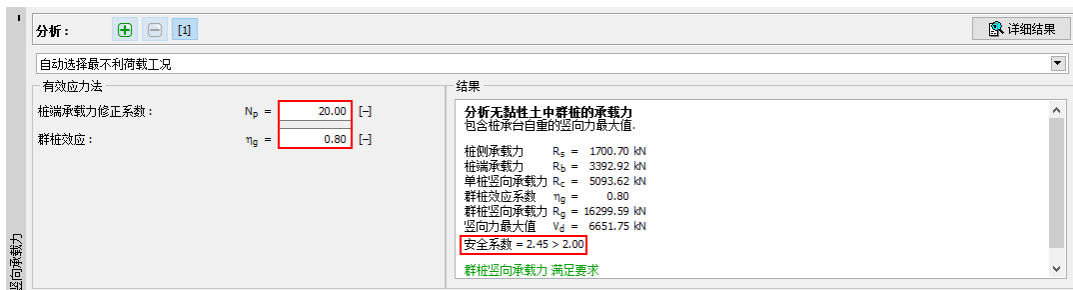 分析：
[1]
详细结果
自动选择最不利荷载工况
有效应力法
桩端承载力修正系数： Np = 20.00 [–]
群桩效应： ηg = 0.80 [–]
结果
分析无黏性土中群桩的承载力
包含桩承台自重的竖向力最大值.
桩侧承载力 Rs = 1700.70 kN
桩端承载力 Rb = 3392.92 kN
单桩竖向承载力 Rc = 5093.62 kN
群桩效应系数 ηg = 0.80
群桩竖向承载力 Rg = 16299.59 kN
竖向力最大值 Vd = 6651.75 kN
安全系数 = 2.45 > 2.00
群桩竖向承载力 满足要求
竖向承载力